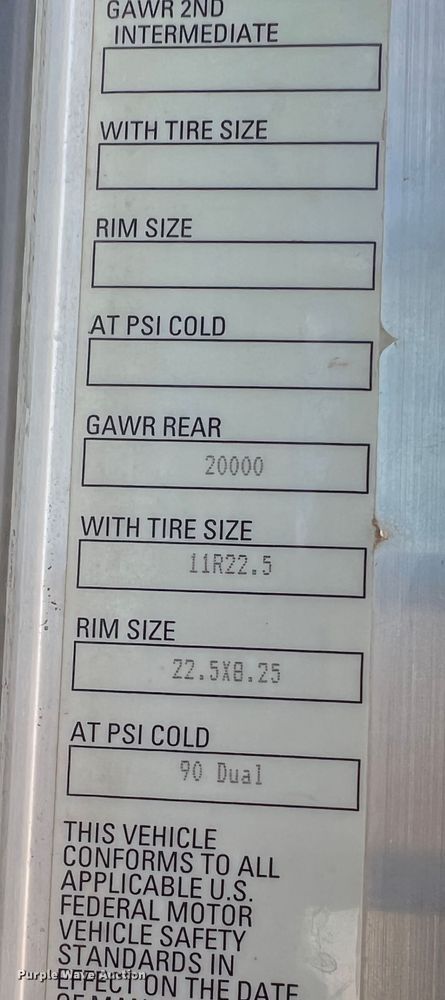 GAWR 2ND
INTERMEDIATE
WITH TIRE SIZE
RIM SIZE
AT PSI COLD
GAWR REAR
20000
WITH TIRE SIZE
11R22.5
RIM SIZE
22.5X8.25
AT PSI COLD
90 Dual
THIS VEHICLE
CONFORMS TO ALL
APPLICABLE U.S.
FEDERAL MOTOR
VEHICLE SAFETY
STANDARDS IN
EFFECT ON THE DATE
Purple Wave Auction